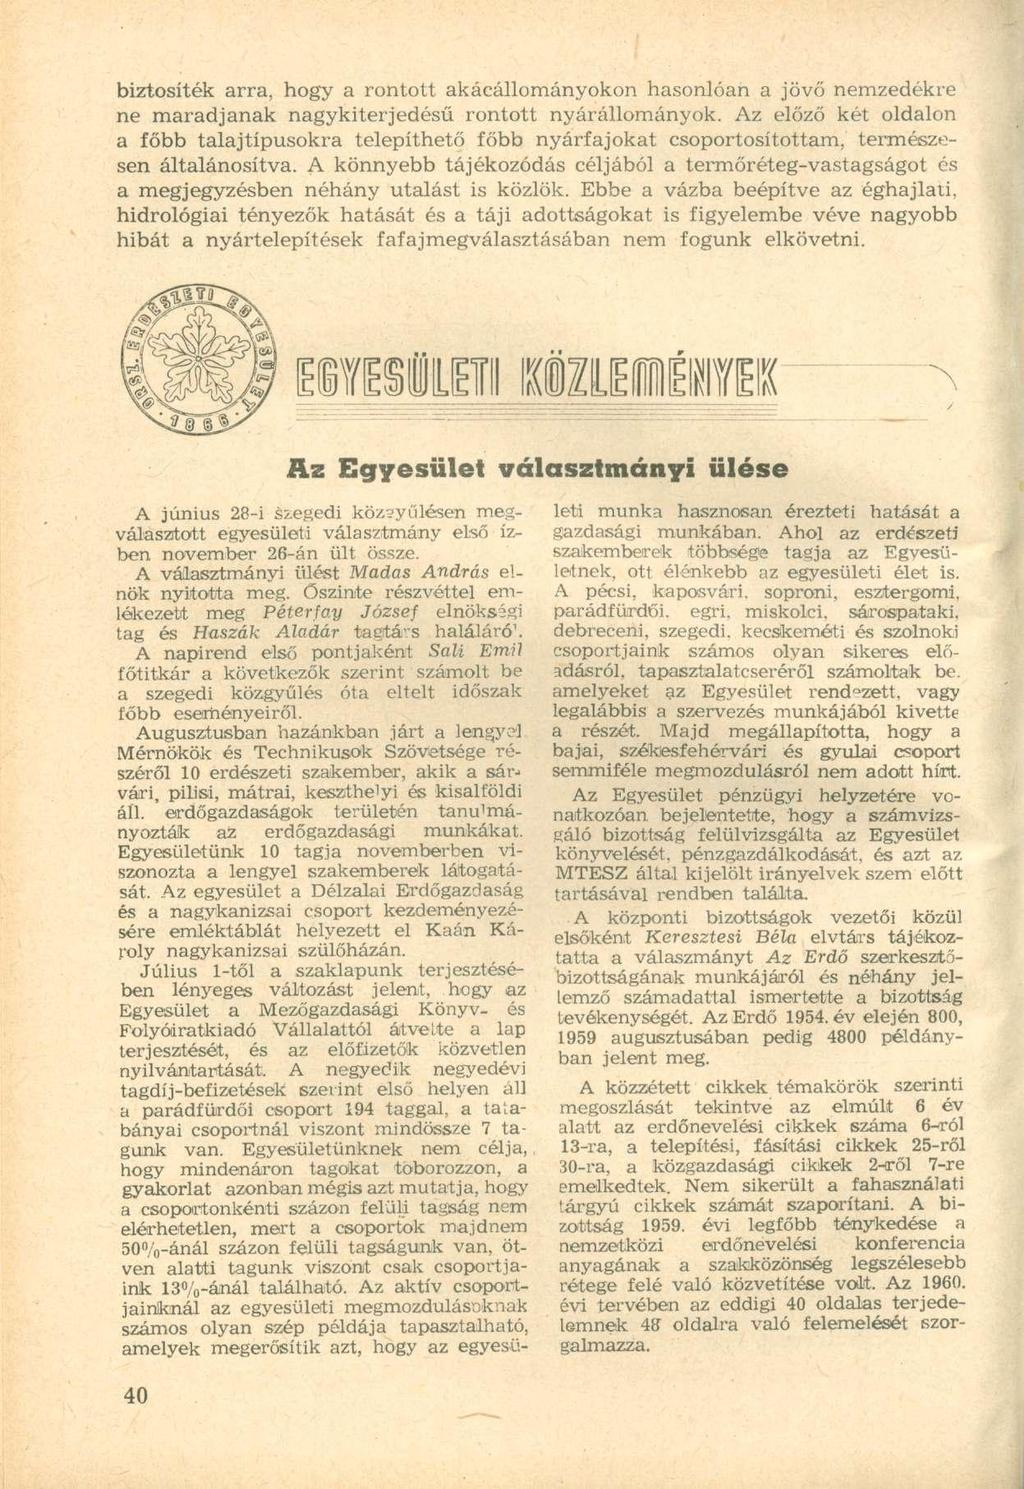 biztosíték arra, hogy a rontott akácállományokon hasonlóan a jövő nemzedékre
ne maradjanak nagykiterjedésű rontott nyárállományok. Az előző két oldalon
a főbb talajtípusokra telepíthető főbb nyárfajokat csoportosítottam, természe-
sen általánosítva. A könnyebb tájékozódás céljából a termőréteg-vastagságot és
a megjegyzésben néhány utalást is közlök. Ebbe a vázba beépítve az éghajlati,
hidrológiai tényezők hatását és a táji adottságokat is figyelembe véve nagyobb
hibát a nyártelepítések fafajmegválasztásában nem fogunk elkövetni.
ORSZ. ERDÉSZETI EGYESÜLET
1866
EGYESÜLETI KÖZLEMÉNYEK
Az Egyesület választmányi ülése
A június 28-i szegedi közgyűlésen meg-
választott egyesületi választmány első íz-
ben november 26-án ült össze.
A választmányi ülést Madas András el-
nök nyitotta meg. Őszinte részvéttel em-
lékezett meg Péterfay József elnökségi
tag és Haszák Aladár tagtárs haláláról.
A napirend első pontjaként Sali Emil
főtitkár a következők szerint számolt be
a szegedi közgyűlés óta eltelt időszak
főbb eseményeiről.
Augusztusban hazánkban járt a lengyel
Mérnökök és Technikusok Szövetsége ré-
széről 10 erdészeti szakember, akik a sár-
vári, pilisi, mátrai, keszthelyi és kisalföldi
áll. erdőgazdaságok területén tanulmá-
nyozták az erdőgazdasági munkákat.
Egyesületünk 10 tagja novemberben vi-
szonozta a lengyel szakemberek látogatá-
sát. Az egyesület a Délzalai Erdőgazdaság
és a nagykanizsai csoport kezdeményezé-
sére emléktáblát helyezett el Kaán Ká-
roly nagykanizsai szülőházán.
Július 1-től a szaklapunk terjesztésé-
ben lényeges változást jelent, hogy az
Egyesület a Mezőgazdasági Könyv- és
Folyóiratkiadó Vállalattól átvette a lap
terjesztését, és az előfizetők közvetlen
nyilvántartását. A negyedik negyedévi
tagdíj-befizetések szerint első helyen áll
a parádfürdői csoport 194 taggal, a tata-
bányai csoportnál viszont mindössze 7 ta-
gunk van. Egyesületünknek nem célja,
hogy mindenáron tagokat toborozzon, a
gyakorlat azonban mégis azt mutatja, hogy
a csoportonkénti százon felüli tagság nem
elérhetetlen, mert a csoportok majdnem
50%-ánál százon felüli tagságunk van, öt-
ven alatti tagunk viszont csak csoportja-
ink 13%-ánál található. Az aktív csoport-
jainknál az egyesületi megmozdulásoknak
számos olyan szép példája tapasztalható,
amelyek megerősítik azt, hogy az egyesü-
leti munka hasznosan érezteti hatását a
gazdasági munkában. Ahol az erdészeti
szakemberek többsége tagja az Egyesü-
letnek, ott élénkebb az egyesületi élet is.
A pécsi, kaposvári, soproni, esztergomi,
parádfürdői, egri, miskolci, sárospataki,
debreceni, szegedi, kecskeméti és szolnoki
csoportjaink számos olyan sikeres elő-
adásról, tapasztalatcseréről számoltak be,
amelyeket az Egyesület rendezett, vagy
legalábbis a szervezés munkájából kivette
a részét. Majd megállapította, hogy a
bajai, székesfehérvári és gyulai csoport
semmiféle megmozdulásról nem adott hírt.
Az Egyesület pénzügyi helyzetére vo-
natkozóan bejelentette, hogy a számvizs-
gáló bizottság felülvizsgálta az Egyesület
könyvelését, pénzgazdálkodását, és azt az
MTESZ által kijelölt irányelvek szem előtt
tartásával rendben találta.
A központi bizottságok vezetői közül
elsőként Keresztesi Béla elvtárs tájékoz-
tatta a válaszmányt Az Erdő szerkesztő-
bizottságának munkájáról és néhány jel-
lemző számadattal ismertette a bizottság
tevékenységét. Az Erdő 1954. év elején 800,
1959 augusztusában pedig 4800 példány-
ban jelent meg.
A közzétett cikkek témakörök szerinti
megoszlását tekintve az elmúlt 6 év
alatt az erdőnevelési cikkek száma 6-ról
13-ra, a telepítési, fásítási cikkek 25-ről
30-ra, a közgazdasági cikkek 2-ről 7-re
emelkedtek. Nem sikerült a fahasználati
tárgyú cikkek számát szaporítani. A bi-
zottság 1959. évi legfőbb ténykedése a
nemzetközi erdőnevelési konferencia
anyagának a szakközönség legszélesebb
rétege felé való közvetítése volt. Az 1960.
évi tervében az eddigi 40 oldalas terjede-
lemnek 48 oldalra való felemelését szor-
galmazza.
40